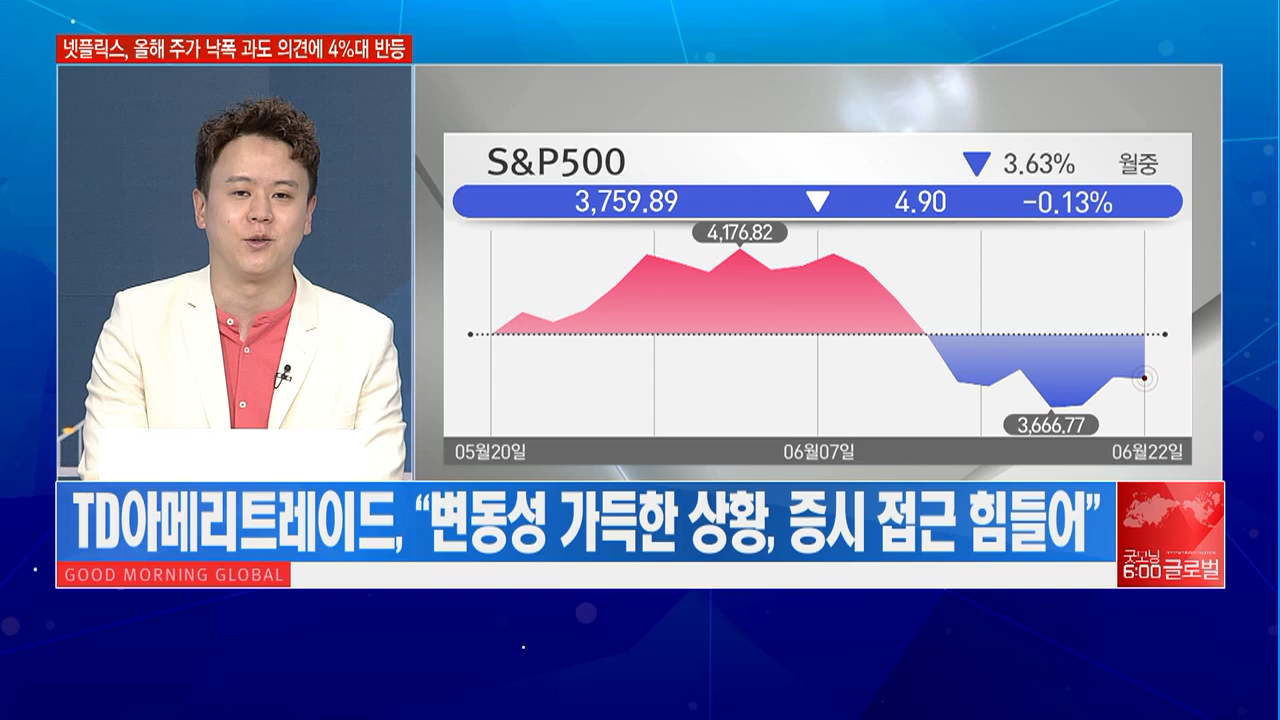 넷플릭스, 올해 주가 낙폭 과도 의견에 4%대 반등
S&P500
▼ 3.63% 월중
3,759.89 ▼ 4.90 -0.13%
4,176.82
3,666.77
05월20일 06월07일 06월22일
TD아메리트레이드, “변동성 가득한 상황, 증시 접근 힘들어”
GOOD MORNING GLOBAL
굿모닝
6:00 글로벌